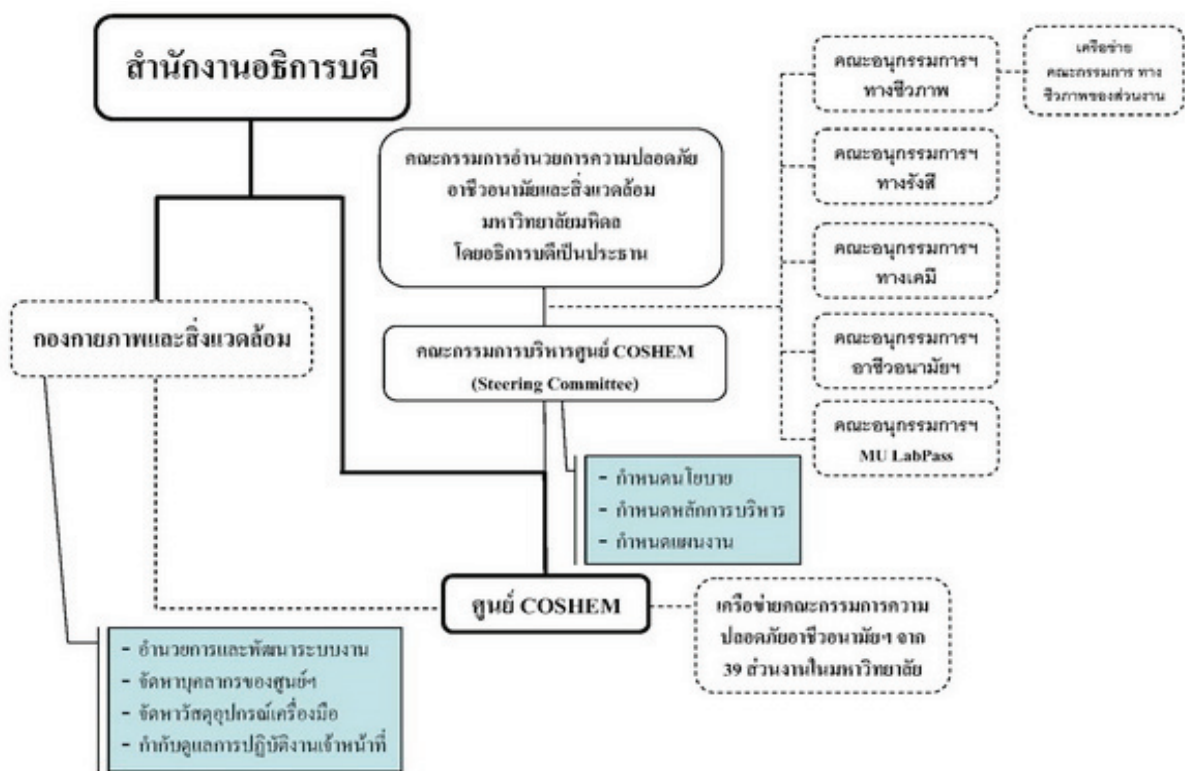 สำนักงานอธิการบดี
คณะกรรมการอำนวยการความปลอดภัย
อาชีวอนามัยและสิ่งแวดล้อม
มหาวิทยาลัยมหิดล
โดยอธิการบดีเป็นประธาน
คณะอนุกรรมการฯ
ทางชีวภาพ
เครือข่าย
คณะกรรมการ ทาง
ชีวภาพของส่วนงาน
คณะอนุกรรมการฯ
ทางรังสี
คณะอนุกรรมการฯ
ทางเคมี
กองกายภาพและสิ่งแวดล้อม
คณะกรรมการบริหารศูนย์ COSHEM
(Steering Committee)
คณะอนุกรรมการฯ
อาชีวอนามัยฯ
คณะอนุกรรมการฯ
MU LabPass
- กำหนดนโยบาย
- กำหนดหลักการบริหาร
- กำหนดแผนงาน
ศูนย์ COSHEM
เครือข่ายคณะกรรมการความ
ปลอดภัยอาชีวอนามัยฯ จาก
39 ส่วนงานในมหาวิทยาลัย
- อำนวยการและพัฒนาระบบงาน
- จัดหาบุคลากรของศูนย์ฯ
- จัดหาวัสดุอุปกรณ์เครื่องมือ
- กำกับดูแลการปฏิบัติงานเจ้าหน้าที่